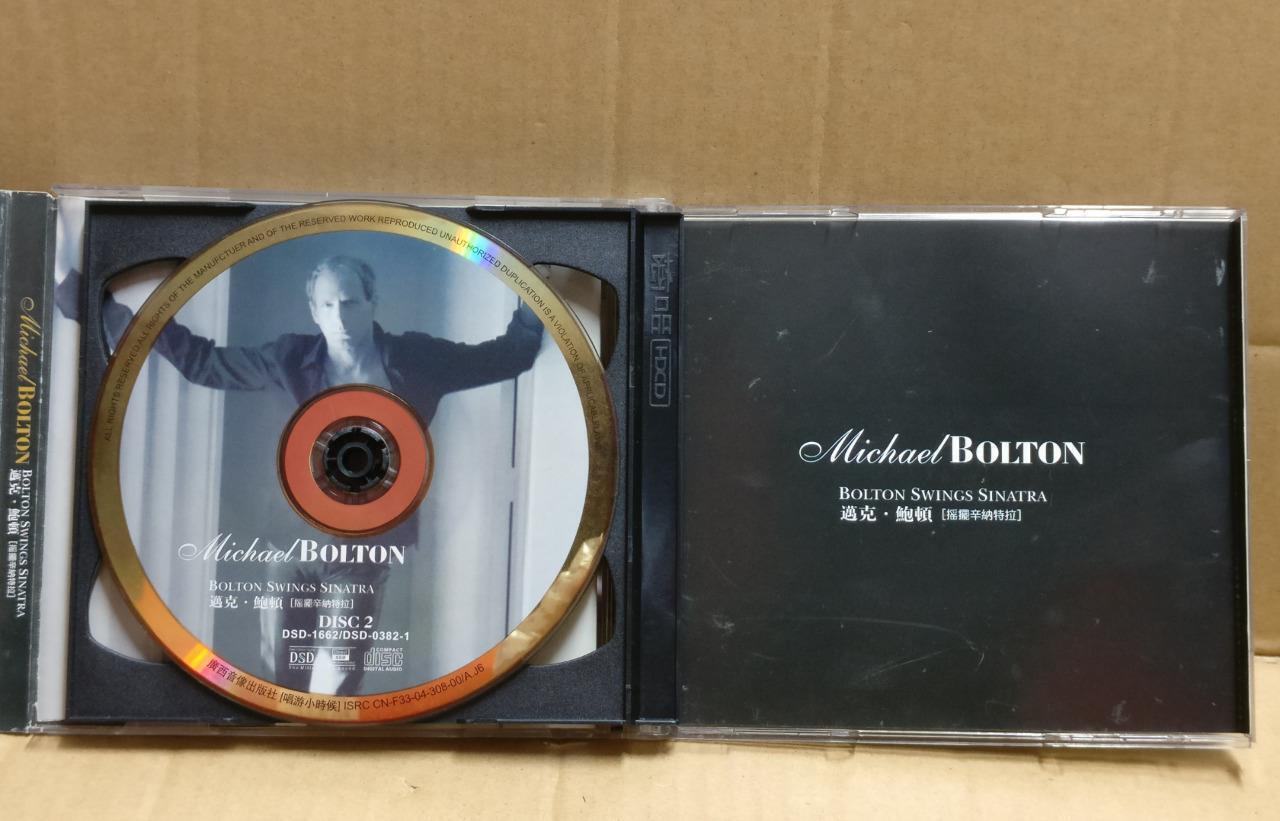 Michael BOLTON
BOLTON SWINGS SINATRA
邁克·鮑頓 [摇擺辛納特拉]
ALL RIGHTS RESERVED ALL RIGHTS OF THE MANUFCTUER AND OF THE RESERVED WORK REPRODUCED UNAUTHORIZED DUPLICATION IS A VIOLATION OF
Michael BOLTON
BOLTON SWINGS SINATRA
邁克·鮑頓 [摇擺辛納特拉]
DISC 2
DSD-1662/DSD-0382-1
DSD
COMPACT
disc
DIGITAL AUDIO
廣西音像出版社 [唱游小時候] ISRC CN-F33-04-308-00/A.J6
HDCD
Michael BOLTON
BOLTON SWINGS SINATRA
邁克·鮑頓 [摇擺辛納特拉]